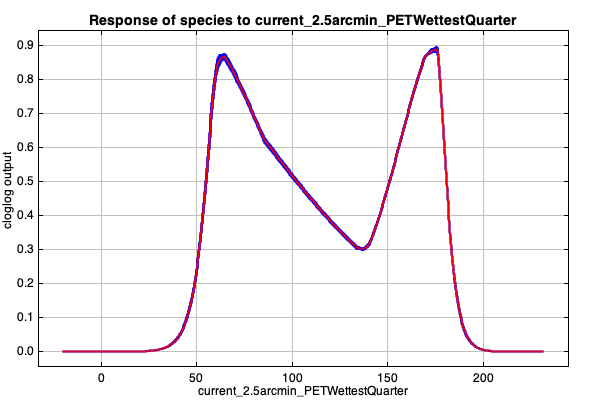 Response of species to current_2.5arcmin_PETWettestQuarter
cloglog output
0.9
0.8
0.7
0.6
0.5
0.4
0.3
0.2
0.1
0.0
0 50 100 150 200
current_2.5arcmin_PETWettestQuarter